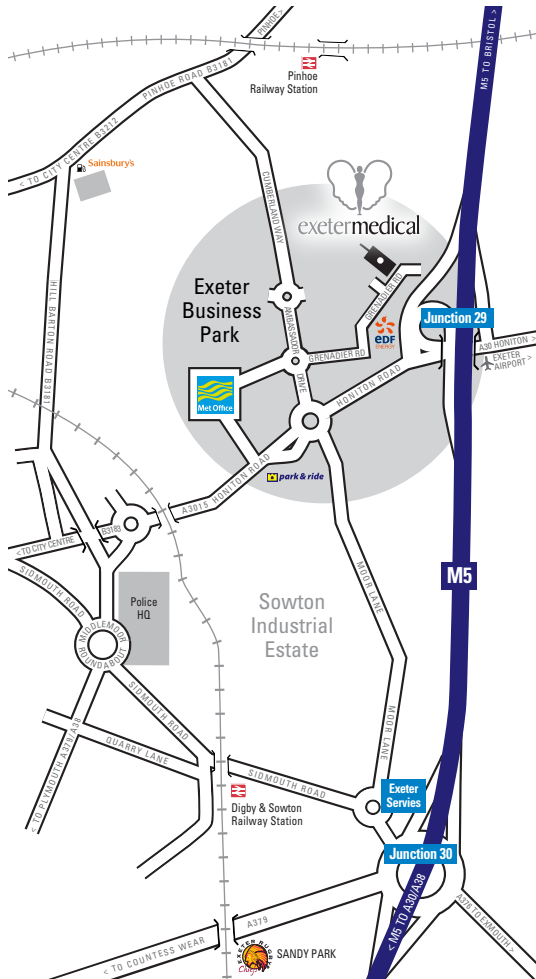 PINHOE >
M5 TO BRISTOL >
PINHOE ROAD B3181
Pinhoe
Railway Station
< TO CITY CENTRE B3212
Sainsbury's
CUMBERLAND WAY
exetermedical
HILL BARTON ROAD B3181
Exeter
Business
Park
GRENADIER RD
AMBASSADOR
DRIVE
eDF
ENERGY
Junction 29
A30 HONITON >
EXETER
AIRPORT >
GRENADIER RD
HONITON ROAD
Met Office
park & ride
A3015 HONITON ROAD
B3183
< TO CITY CENTRE
SIDMOUTH ROAD
MOOR LANE
M5
Police
HQ
Sowton
Industrial
Estate
MIDDLEMOOR
ROUNDABOUT
SIDMOUTH ROAD
MOOR LANE
QUARRY LANE
< TO PLYMOUTH A379/A38
SIDMOUTH ROAD
Exeter
Servies
Digby & Sowton
Railway Station
Junction 30
< M5 TO A30/A38
A376 TO EXMOUTH >
A379
< TO COUNTESS WEAR
EXETER RUGBY
Chiefs
SANDY PARK